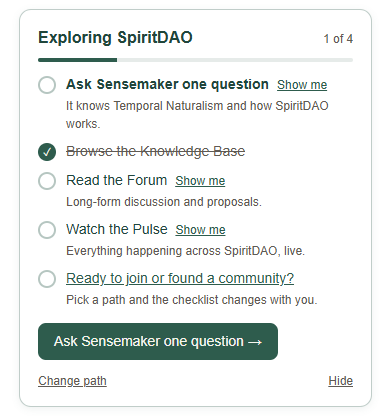 Exploring SpiritDAO
1 of 4
Ask Sensemaker one question Show me
It knows Temporal Naturalism and how SpiritDAO
works.
Browse the Knowledge Base
Read the Forum Show me
Long-form discussion and proposals.
Watch the Pulse Show me
Everything happening across SpiritDAO, live.
Ready to join or found a community?
Pick a path and the checklist changes with you.
Ask Sensemaker one question →
Change path
Hide